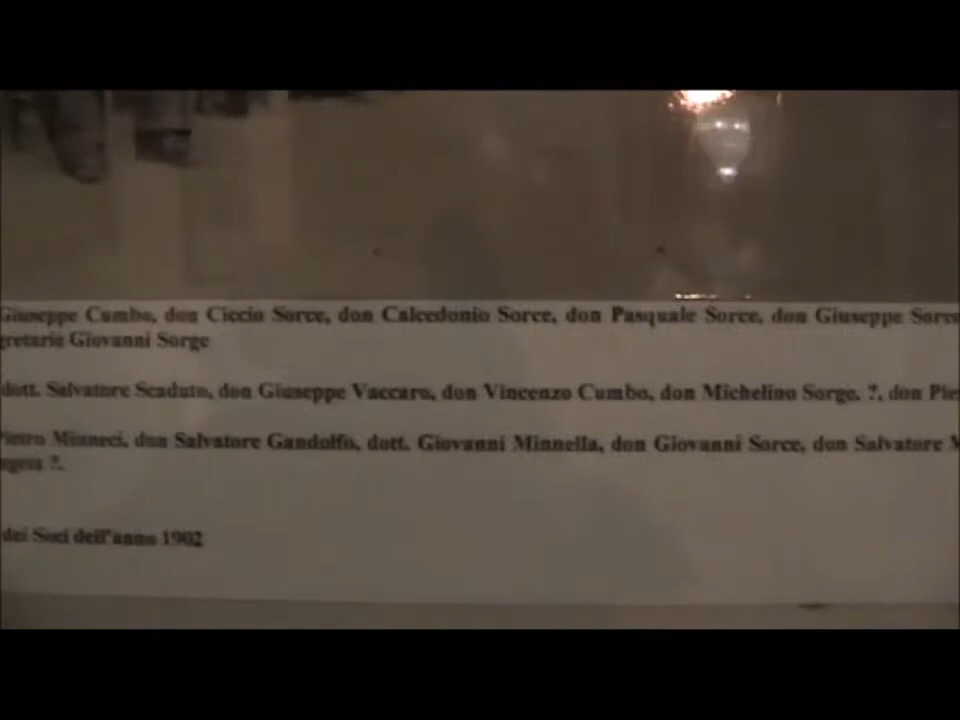 Giuseppe Cumbo, don Ciccio Sorce, don Calcedonio Sorce, don Pasquale Sorce, don Giuseppe Sorce
gretario Giovanni Sorge
dott. Salvatore Scaduto, don Giuseppe Vaccaro, don Vincenzo Cumbo, don Michelino Sorge, ?, don Pie
Pietro Minneci, don Salvatore Gandolfo, dott. Giovanni Minnella, don Giovanni Sorce, don Salvatore M
?.
dei Soci dell'anno 1902